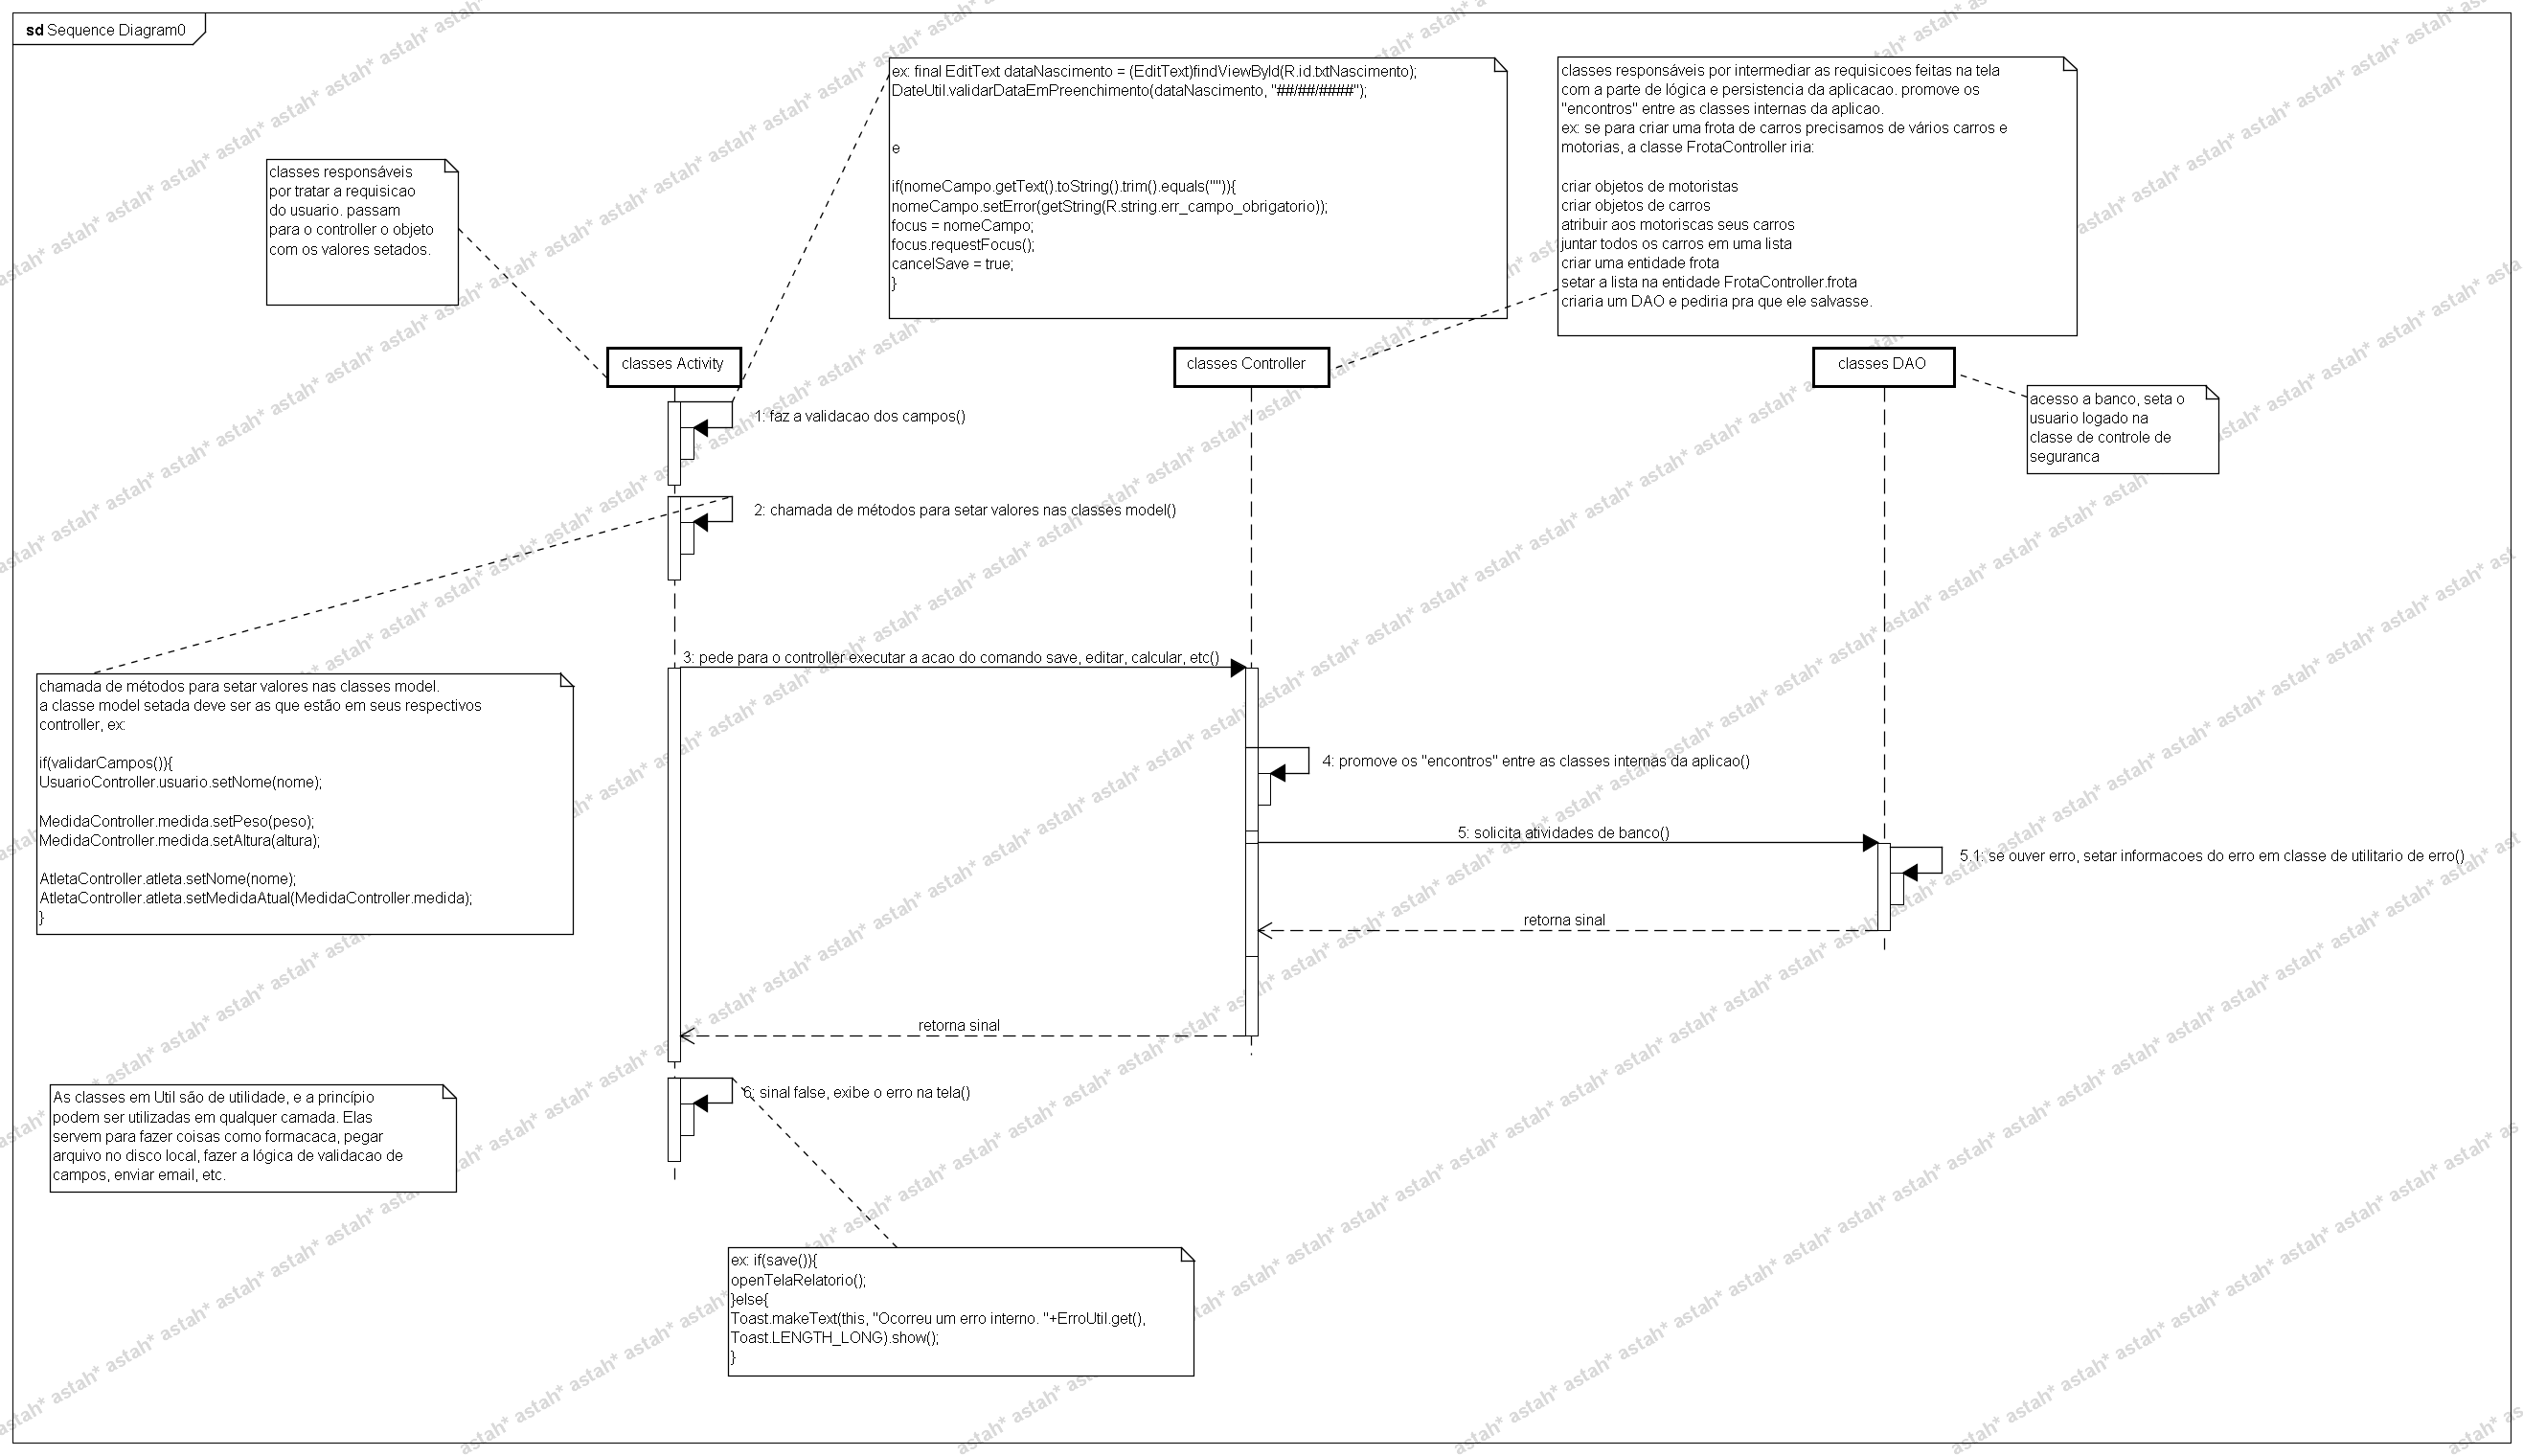 sd Sequence Diagram0
ex: final EditText dataNascimento = (EditText)findViewById(R.id.txtNascimento);
DateUtil.validarDataEmPreenchimento(dataNascimento, "##/##/####");
e
if(nomeCampo.getText().toString().trim().equals("")){
nomeCampo.setError(getString(R.string.err_campo_obrigatorio));
focus = nomeCampo;
focus.requestFocus();
cancelSave = true;
}
classes responsáveis por intermediar as requisicoes feitas na tela
com a parte de lógica e persistencia da aplicacao. promove os
"encontros" entre as classes internas da aplicao.
ex: se para criar uma frota de carros precisamos de vários carros e
motorias, a classe FrotaController iria:
criar objetos de motoristas
criar objetos de carros
atribuir aos motoriscas seus carros
juntar todos os carros em uma lista
criar uma entidade frota
setar a lista na entidade FrotaController.frota
criaria um DAO e pediria pra que ele salvasse.
classes responsáveis
por tratar a requisicao
do usuario. passam
para o controller o objeto
com os valores setados.
classes Activity
classes Controller
classes DAO
acesso a banco, seta o
usuario logado na
classe de controle de
seguranca
1: faz a validacao dos campos()
2: chamada de métodos para setar valores nas classes model()
3: pede para o controller executar a acao do comando save, editar, calcular, etc()
chamada de métodos para setar valores nas classes model.
a classe model setada deve ser as que estão em seus respectivos
controller, ex:
if(validarCampos()){
UsuarioController.usuario.setNome(nome);
MedidaController.medida.setPeso(peso);
MedidaController.medida.setAltura(altura);
AtletaController.atleta.setNome(nome);
AtletaController.atleta.setMedidaAtual(MedidaController.medida);
}
4: promove os "encontros" entre as classes internas da aplicao()
5: solicita atividades de banco()
5.1: se ouver erro, setar informacoes do erro em classe de utilitario de erro()
retorna sinal
retorna sinal
6: sinal false, exibe o erro na tela()
As classes em Util são de utilidade, e a princípio
podem ser utilizadas em qualquer camada. Elas
servem para fazer coisas como formacaca, pegar
arquivo no disco local, fazer a lógica de validacao de
campos, enviar email, etc.
ex: if(save()){
openTelaRelatorio();
}else{
Toast.makeText(this, "Ocorreu um erro interno. "+ErroUtil.get(),
Toast.LENGTH_LONG).show();
}